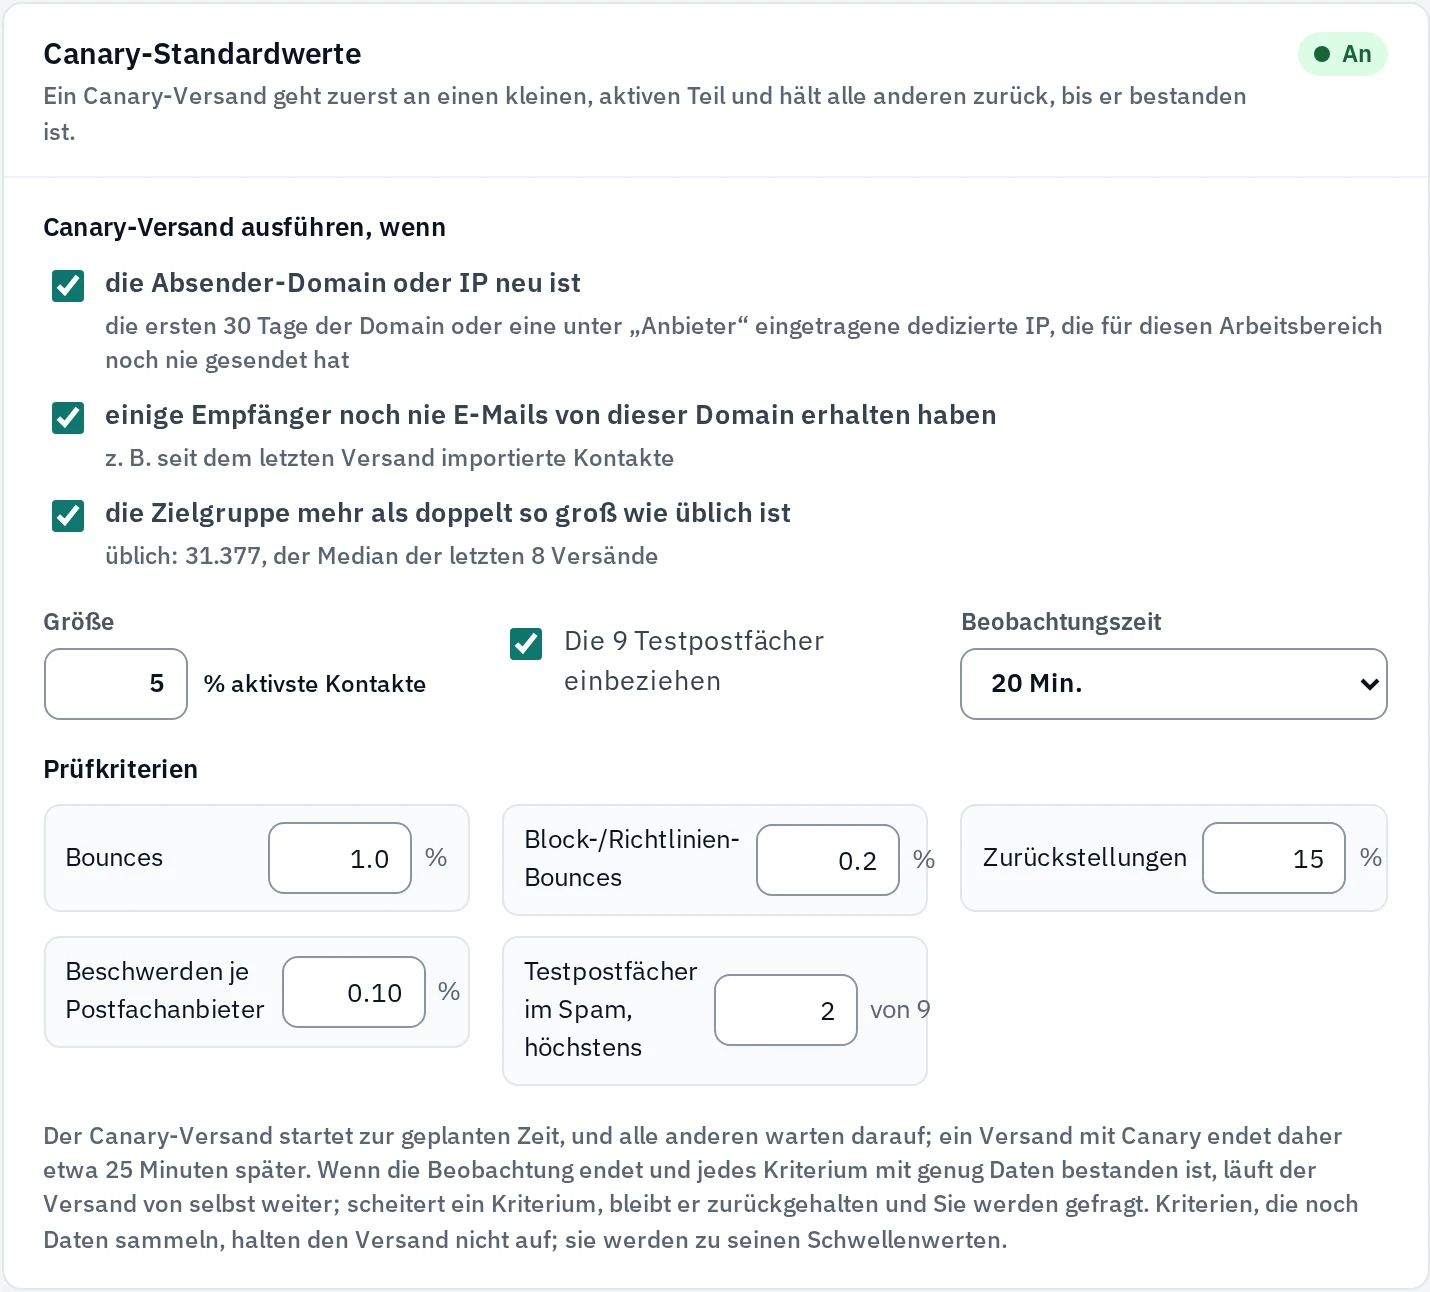 Canary-Standardwerte
An
Ein Canary-Versand geht zuerst an einen kleinen, aktiven Teil und hält alle anderen zurück, bis er bestanden
ist.
Canary-Versand ausführen, wenn
die Absender-Domain oder IP neu ist
die ersten 30 Tage der Domain oder eine unter „Anbieter“ eingetragene dedizierte IP, die für diesen Arbeitsbereich
noch nie gesendet hat
einige Empfänger noch nie E-Mails von dieser Domain erhalten haben
z. B. seit dem letzten Versand importierte Kontakte
die Zielgruppe mehr als doppelt so groß wie üblich ist
üblich: 31.377, der Median der letzten 8 Versände
Größe
5 % aktivste Kontakte
Die 9 Testpostfächer
einbeziehen
Beobachtungszeit
20 Min.
Prüfkriterien
Bounces 1.0 %
Block-/Richtlinien-
Bounces 0.2 %
Zurückstellungen 15 %
Beschwerden je
Postfachanbieter 0.10 %
Testpostfächer
im Spam, 2 von 9
höchstens
Der Canary-Versand startet zur geplanten Zeit, und alle anderen warten darauf; ein Versand mit Canary endet daher
etwa 25 Minuten später. Wenn die Beobachtung endet und jedes Kriterium mit genug Daten bestanden ist, läuft der
Versand von selbst weiter; scheitert ein Kriterium, bleibt er zurückgehalten und Sie werden gefragt. Kriterien, die noch
Daten sammeln, halten den Versand nicht auf; sie werden zu seinen Schwellenwerten.